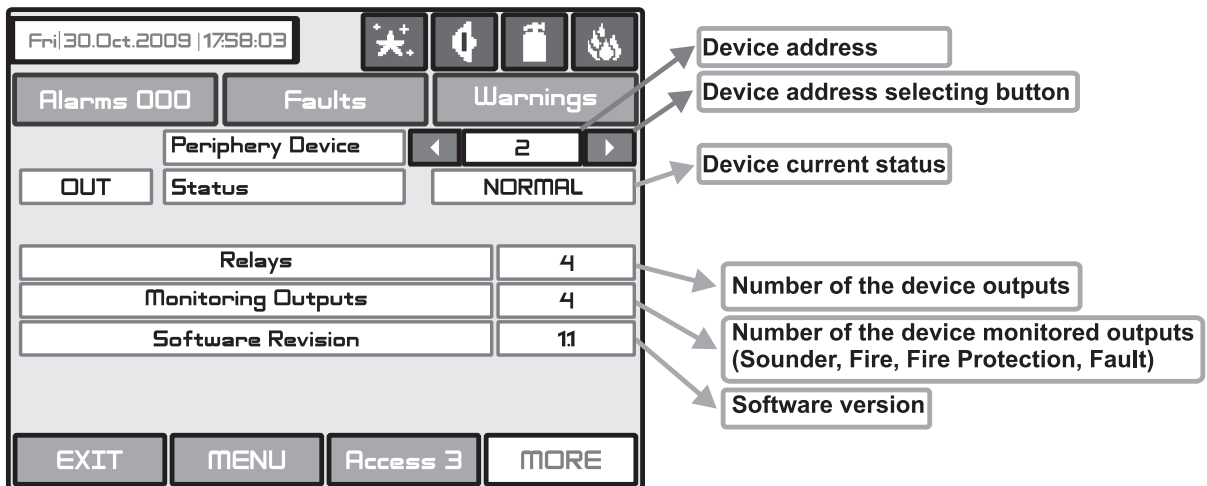 Fri|30.Oct.2009 |17:58:03
Alarms 000 Faults Warnings
Periphery Device 2
OUT Status NORMAL
Relays 4
Monitoring Outputs 4
Software Revision 1.1
EXIT MENU Access 3 MORE
Device address
Device address selecting button
Device current status
Number of the device outputs
Number of the device monitored outputs
(Sounder, Fire, Fire Protection, Fault)
Software version